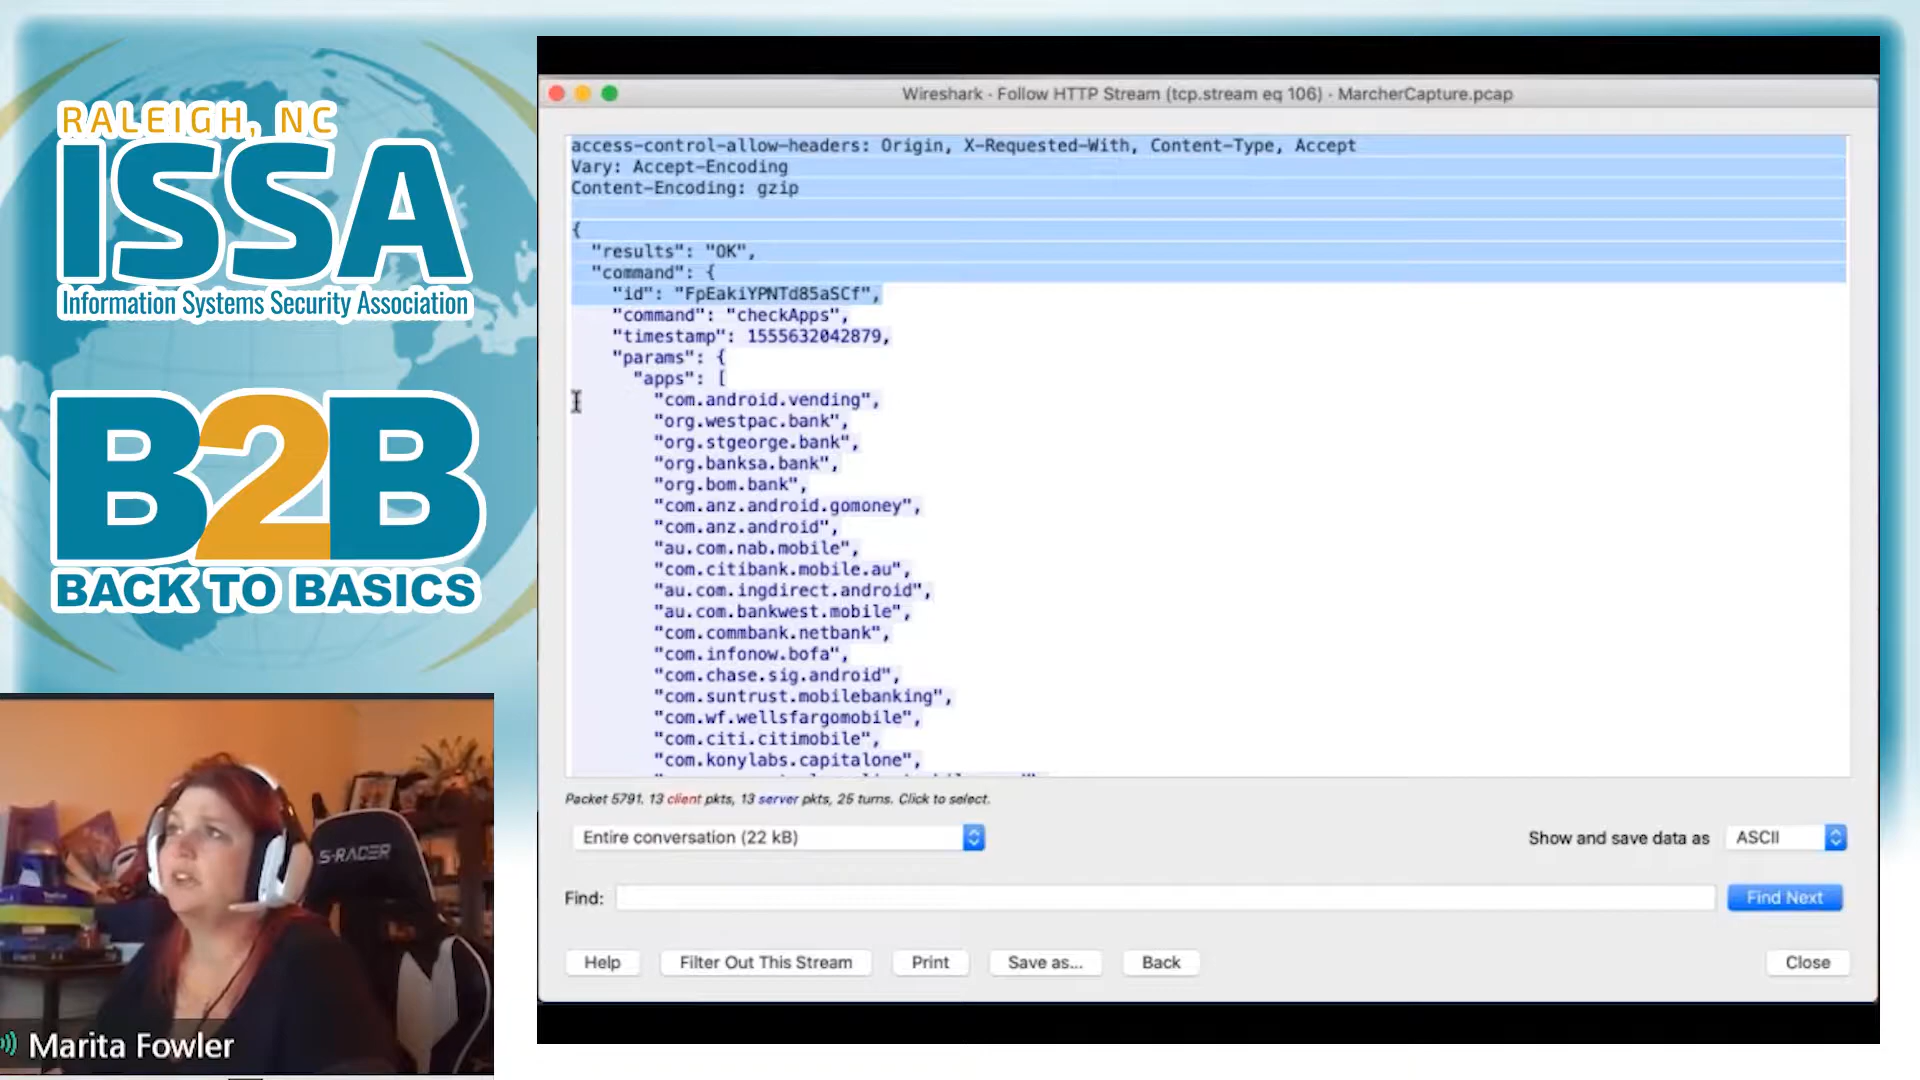 RALEIGH, NC
ISSA
Information Systems Security Association
B2B
BACK TO BASICS
S-RACER
Marita Fowler
Wireshark - Follow HTTP Stream (tcp.stream eq 106) - MarcherCapture.pcap
access-control-allow-headers: Origin, X-Requested-With, Content-Type, Accept
Vary: Accept-Encoding
Content-Encoding: gzip
{
"results": "OK",
"command": {
"id": "FpEakiYPNTd85aSCf",
"command": "checkApps",
"timestamp": 1555632042879,
"params": {
"apps": [
"com.android.vending",
"org.westpac.bank",
"org.stgeorge.bank",
"org.banksa.bank",
"org.bom.bank",
"com.anz.android.gomoney",
"com.anz.android",
"au.com.nab.mobile",
"com.citibank.mobile.au",
"au.com.ingdirect.android",
"au.com.bankwest.mobile",
"com.commbank.netbank",
"com.infonow.bofa",
"com.chase.sig.android",
"com.suntrust.mobilebanking",
"com.wf.wellsfargomobile",
"com.citi.citimobile",
"com.konylabs.capitalone",
Packet 5791. 13 client pkts, 13 server pkts, 25 turns. Click to select.
Entire conversation (22 kB)
Show and save data as ASCII
Find:
Find Next
Help
Filter Out This Stream
Print
Save as...
Back
Close